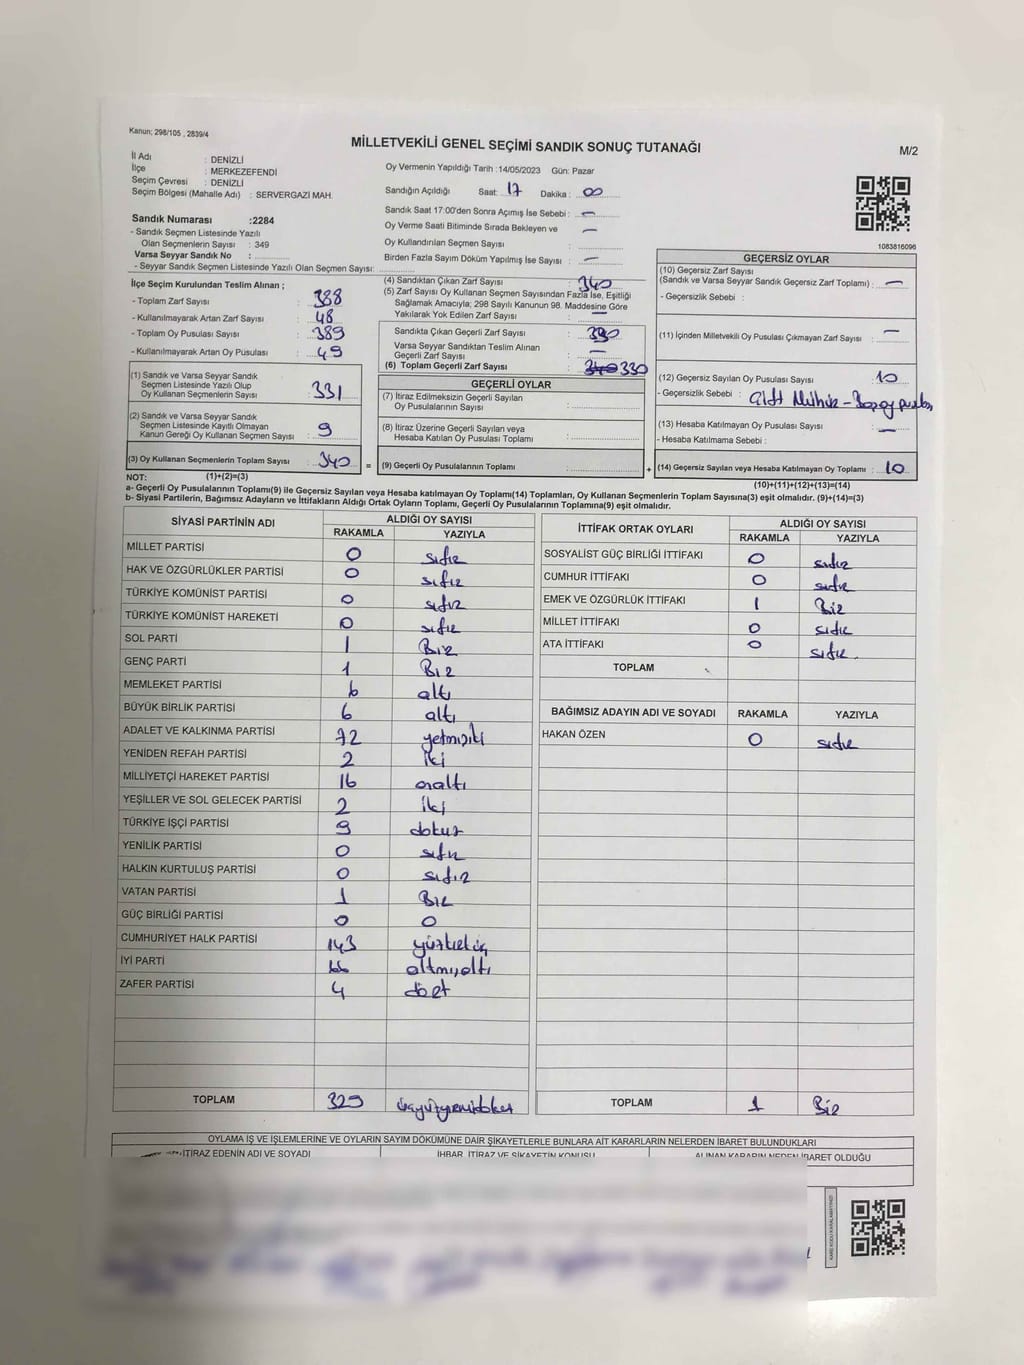 Kanun; 298/105 , 2839/4
MİLLETVEKİLİ GENEL SEÇİMİ SANDIK SONUÇ TUTANAĞI
M/2
İl Adı : DENİZLİ
İlçe : MERKEZEFENDİ
Seçim Çevresi : DENİZLİ
Seçim Bölgesi (Mahalle Adı) : SERVERGAZİ MAH.
Oy Vermenin Yapıldığı Tarih :14/05/2023 Gün: Pazar
Sandığın Açıldığı Saat: 17 Dakika : 00
Sandık Saat 17:00'den Sonra Açımış İse Sebebi : —
Oy Verme Saati Bitiminde Sırada Bekleyen ve —
Oy Kullandırılan Seçmen Sayısı :
Birden Fazla Sayım Döküm Yapılmış İse Sayısı : —
Sandık Numarası :2284
- Sandık Seçmen Listesinde Yazılı
Olan Seçmenlerin Sayısı : 349
Varsa Seyyar Sandık No :
- Seyyar Sandık Seçmen Listesinde Yazılı Olan Seçmen Sayısı:
1083816096
İlçe Seçim Kurulundan Teslim Alınan ;
- Toplam Zarf Sayısı : 388
- Kullanılmayarak Artan Zarf Sayısı : 48
- Toplam Oy Pusulası Sayısı : 389
- Kullanılmayarak Artan Oy Pusulası : 49
(1) Sandık ve Varsa Seyyar Sandık
Seçmen Listesinde Yazılı Olup
Oy Kullanan Seçmenlerin Sayısı : 331
(2) Sandık ve Varsa Seyyar Sandık
Seçmen Listesinde Kayıtlı Olmayan
Kanun Gereği Oy Kullanan Seçmen Sayısı : 9
(3) Oy Kullanan Seçmenlerin Toplam Sayısı : 340
(1)+(2)=(3)
(4) Sandıktan Çıkan Zarf Sayısı : 340
(5) Zarf Sayısı Oy Kullanan Seçmen Sayısından Fazla İse, Eşitliği
Sağlamak Amacıyla; 298 Sayılı Kanunun 98. Maddesine Göre
Yakılarak Yok Edilen Zarf Sayısı : —
Sandıkta Çıkan Geçerli Zarf Sayısı :
Varsa Seyyar Sandıktan Teslim Alınan
Geçerli Zarf Sayısı : —
(6) Toplam Geçerli Zarf Sayısı : 340 330
GEÇERLİ OYLAR
(7) İtiraz Edilmeksizin Geçerli Sayılan
Oy Pusulalarının Sayısı :
(8) İtiraz Üzerine Geçerli Sayılan veya
Hesaba Katılan Oy Pusulası Toplamı :
= (9) Geçerli Oy Pusulalarının Toplamı :
GEÇERSİZ OYLAR
(10) Geçersiz Zarf Sayısı
(Sandık ve Varsa Seyyar Sandık Geçersiz Zarf Toplamı) : —
- Geçersizlik Sebebi :
(11) İçinden Milletvekili Oy Pusulası Çıkmayan Zarf Sayısı : —
(12) Geçersiz Sayılan Oy Pusulası Sayısı : 10
- Geçersizlik Sebebi : Çift Mühür - Boş oy pusulası
(13) Hesaba Katılmayan Oy Pusulası Sayısı : —
- Hesaba Katılmama Sebebi :
+ (14) Geçersiz Sayılan veya Hesaba Katılmayan Oy Toplamı : 10
(10)+(11)+(12)+(13)=(14)
NOT:
a- Geçerli Oy Pusulalarının Toplamı(9) ile Geçersiz Sayılan veya Hesaba katılmayan Oy Toplamı(14) Toplamları, Oy Kullanan Seçmenlerin Toplam Sayısına(3) eşit olmalıdır. (9)+(14)=(3)
b- Siyasi Partilerin, Bağımsız Adayların ve İttifakların Aldığı Ortak Oyların Toplamı, Geçerli Oy Pusulalarının Toplamına(9) eşit olmalıdır.
SİYASİ PARTİNİN ADI ALDIĞI OY SAYISI
RAKAMLA YAZIYLA
MİLLET PARTİSİ 0 sıfır
HAK VE ÖZGÜRLÜKLER PARTİSİ 0 sıfır
TÜRKİYE KOMÜNİST PARTİSİ 0 sıfır
TÜRKİYE KOMÜNİST HAREKETİ 0 sıfır
SOL PARTİ 1 Bir
GENÇ PARTİ 1 Bir
MEMLEKET PARTİSİ 6 altı
BÜYÜK BİRLİK PARTİSİ 6 altı
ADALET VE KALKINMA PARTİSİ 72 yetmişiki
YENİDEN REFAH PARTİSİ 2 iki
MİLLİYETÇİ HAREKET PARTİSİ 16 onaltı
YEŞİLLER VE SOL GELECEK PARTİSİ 2 iki
TÜRKİYE İŞÇİ PARTİSİ 9 dokuz
YENİLİK PARTİSİ 0 sıfır
HALKIN KURTULUŞ PARTİSİ 0 sıfır
VATAN PARTİSİ 1 Bir
GÜÇ BİRLİĞİ PARTİSİ 0 0
CUMHURİYET HALK PARTİSİ 143 yüzkırküç
İYİ PARTİ 66 altmışaltı
ZAFER PARTİSİ 4 dört
TOPLAM 329 üçyüzyirmidokuz
İTTİFAK ORTAK OYLARI ALDIĞI OY SAYISI
RAKAMLA YAZIYLA
SOSYALİST GÜÇ BİRLİĞİ İTTİFAKI 0 sıfır
CUMHUR İTTİFAKI 0 sıfır
EMEK VE ÖZGÜRLÜK İTTİFAKI 1 Bir
MİLLET İTTİFAKI 0 sıfır
ATA İTTİFAKI 0 sıfır
TOPLAM
BAĞIMSIZ ADAYIN ADI VE SOYADI RAKAMLA YAZIYLA
HAKAN ÖZEN 0 sıfır
TOPLAM 1 Bir
OYLAMA İŞ VE İŞLEMLERİNE VE OYLARIN SAYIM DÖKÜMÜNE DAİR ŞİKAYETLERLE BUNLARA AİT KARARLARIN NELERDEN İBARET BULUNDUKLARI
İTİRAZ EDENİN ADI VE SOYADI İHBAR, İTİRAZ VE ŞİKAYETİN KONUSU ALINAN KARARIN NEDEN İBARET OLDUĞU